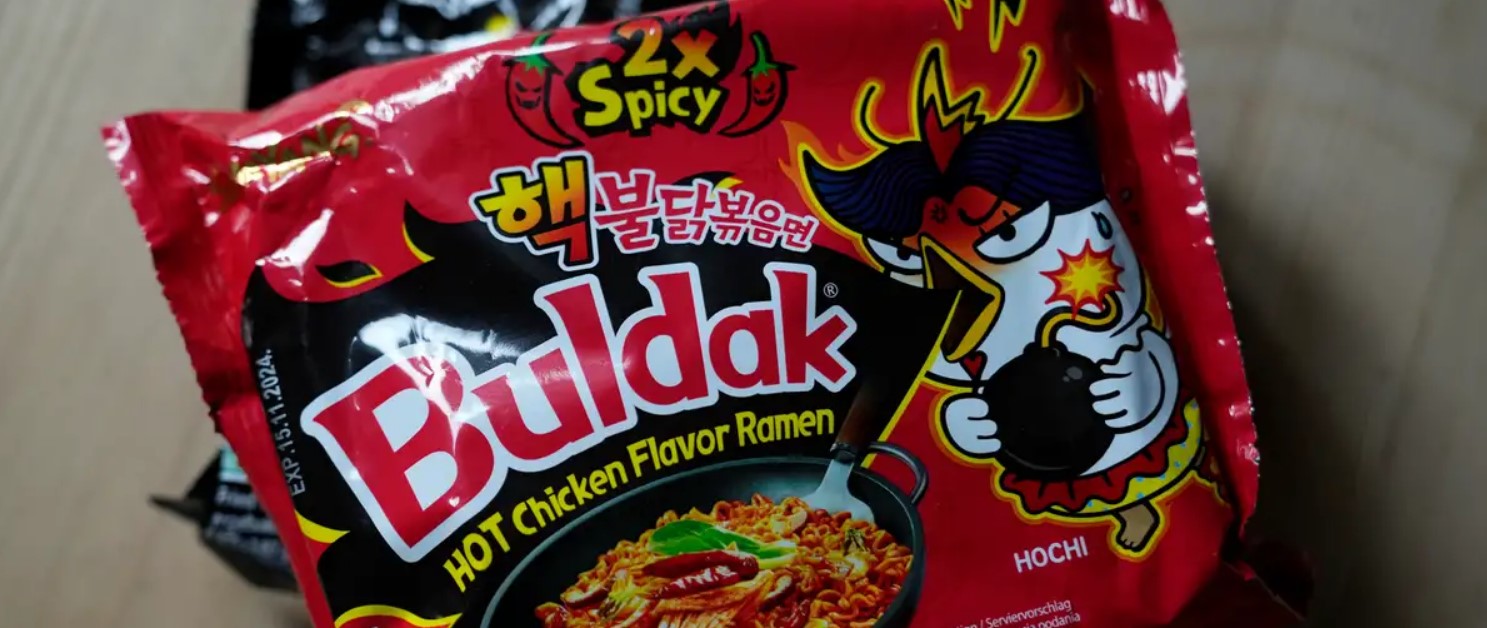 2x
Spicy
핵불닭볶음면
Buldak®
HOT Chicken Flavor Ramen
EXP.15.11.2024.
HOCHI
/ Serviervorschlag
podania